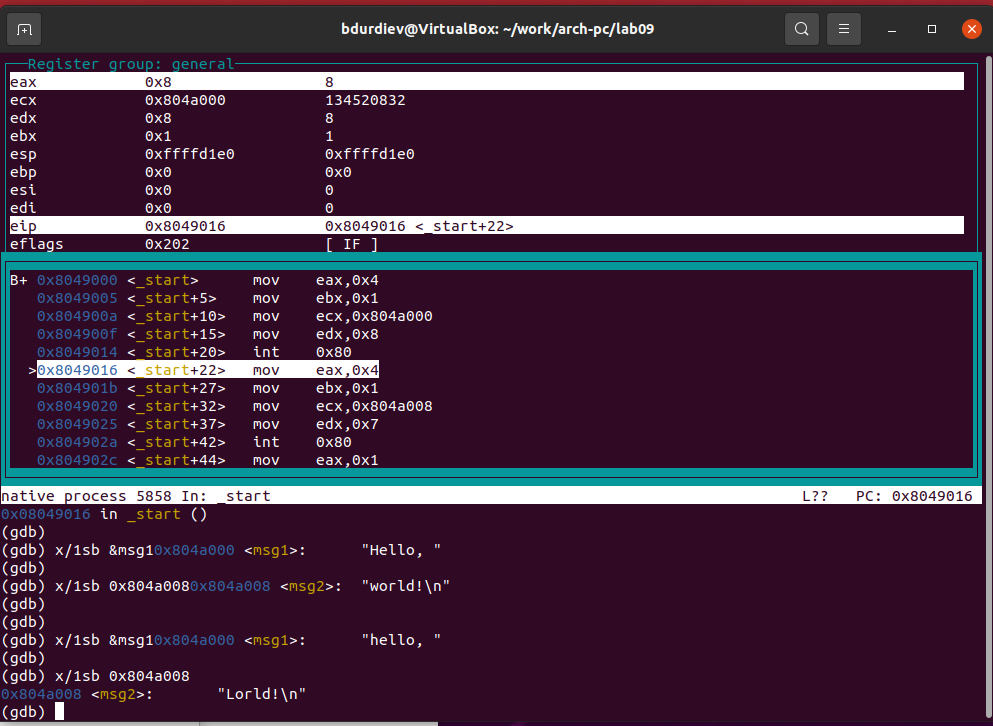 bdurdiev@VirtualBox: ~/work/arch-pc/lab09
Register group: general
eax 0x8 8
ecx 0x804a000 134520832
edx 0x8 8
ebx 0x1 1
esp 0xffffd1e0 0xffffd1e0
ebp 0x0 0x0
esi 0x0 0
edi 0x0 0
eip 0x8049016 0x8049016 <_start+22>
eflags 0x202 [ IF ]
B+ 0x8049000 <_start> mov eax,0x4
0x8049005 <_start+5> mov ebx,0x1
0x804900a <_start+10> mov ecx,0x804a000
0x804900f <_start+15> mov edx,0x8
0x8049014 <_start+20> int 0x80
>0x8049016 <_start+22> mov eax,0x4
0x804901b <_start+27> mov ebx,0x1
0x8049020 <_start+32> mov ecx,0x804a008
0x8049025 <_start+37> mov edx,0x7
0x804902a <_start+42> int 0x80
0x804902c <_start+44> mov eax,0x1
native process 5858 In: _start L?? PC: 0x8049016
0x08049016 in _start ()
(gdb)
(gdb) x/1sb &msg10x804a000 <msg1>: "Hello, "
(gdb)
(gdb) x/1sb 0x804a0080x804a008 <msg2>: "world!\n"
(gdb)
(gdb)
(gdb) x/1sb &msg10x804a000 <msg1>: "hello, "
(gdb)
(gdb) x/1sb 0x804a008
0x804a008 <msg2>: "Lorld!\n"
(gdb)